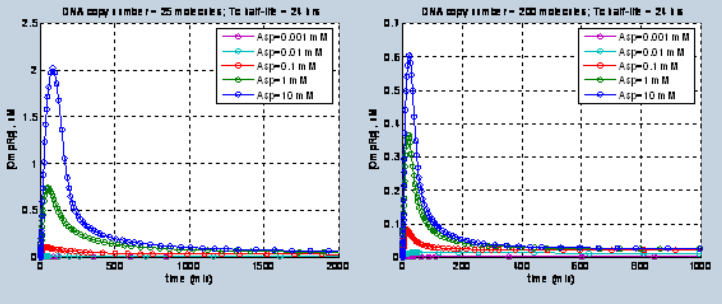 DNA copy number = 25 molecules; Tc half-life = 24 hrs
2.5
2
1.5
1
0.5
0
[OmpRp], nM
0
500
1000
1500
2000
time (min)
Asp=0.001 mM
Asp=0.01 mM
Asp=0.1 mM
Asp=1 mM
Asp=10 mM
DNA copy number = 200 molecules; Tc half-life = 24 hrs
0.7
0.6
0.5
0.4
0.3
0.2
0.1
0
[OmpRp], nM
0
200
400
600
800
1000
time (min)
Asp=0.001 mM
Asp=0.01 mM
Asp=0.1 mM
Asp=1 mM
Asp=10 mM